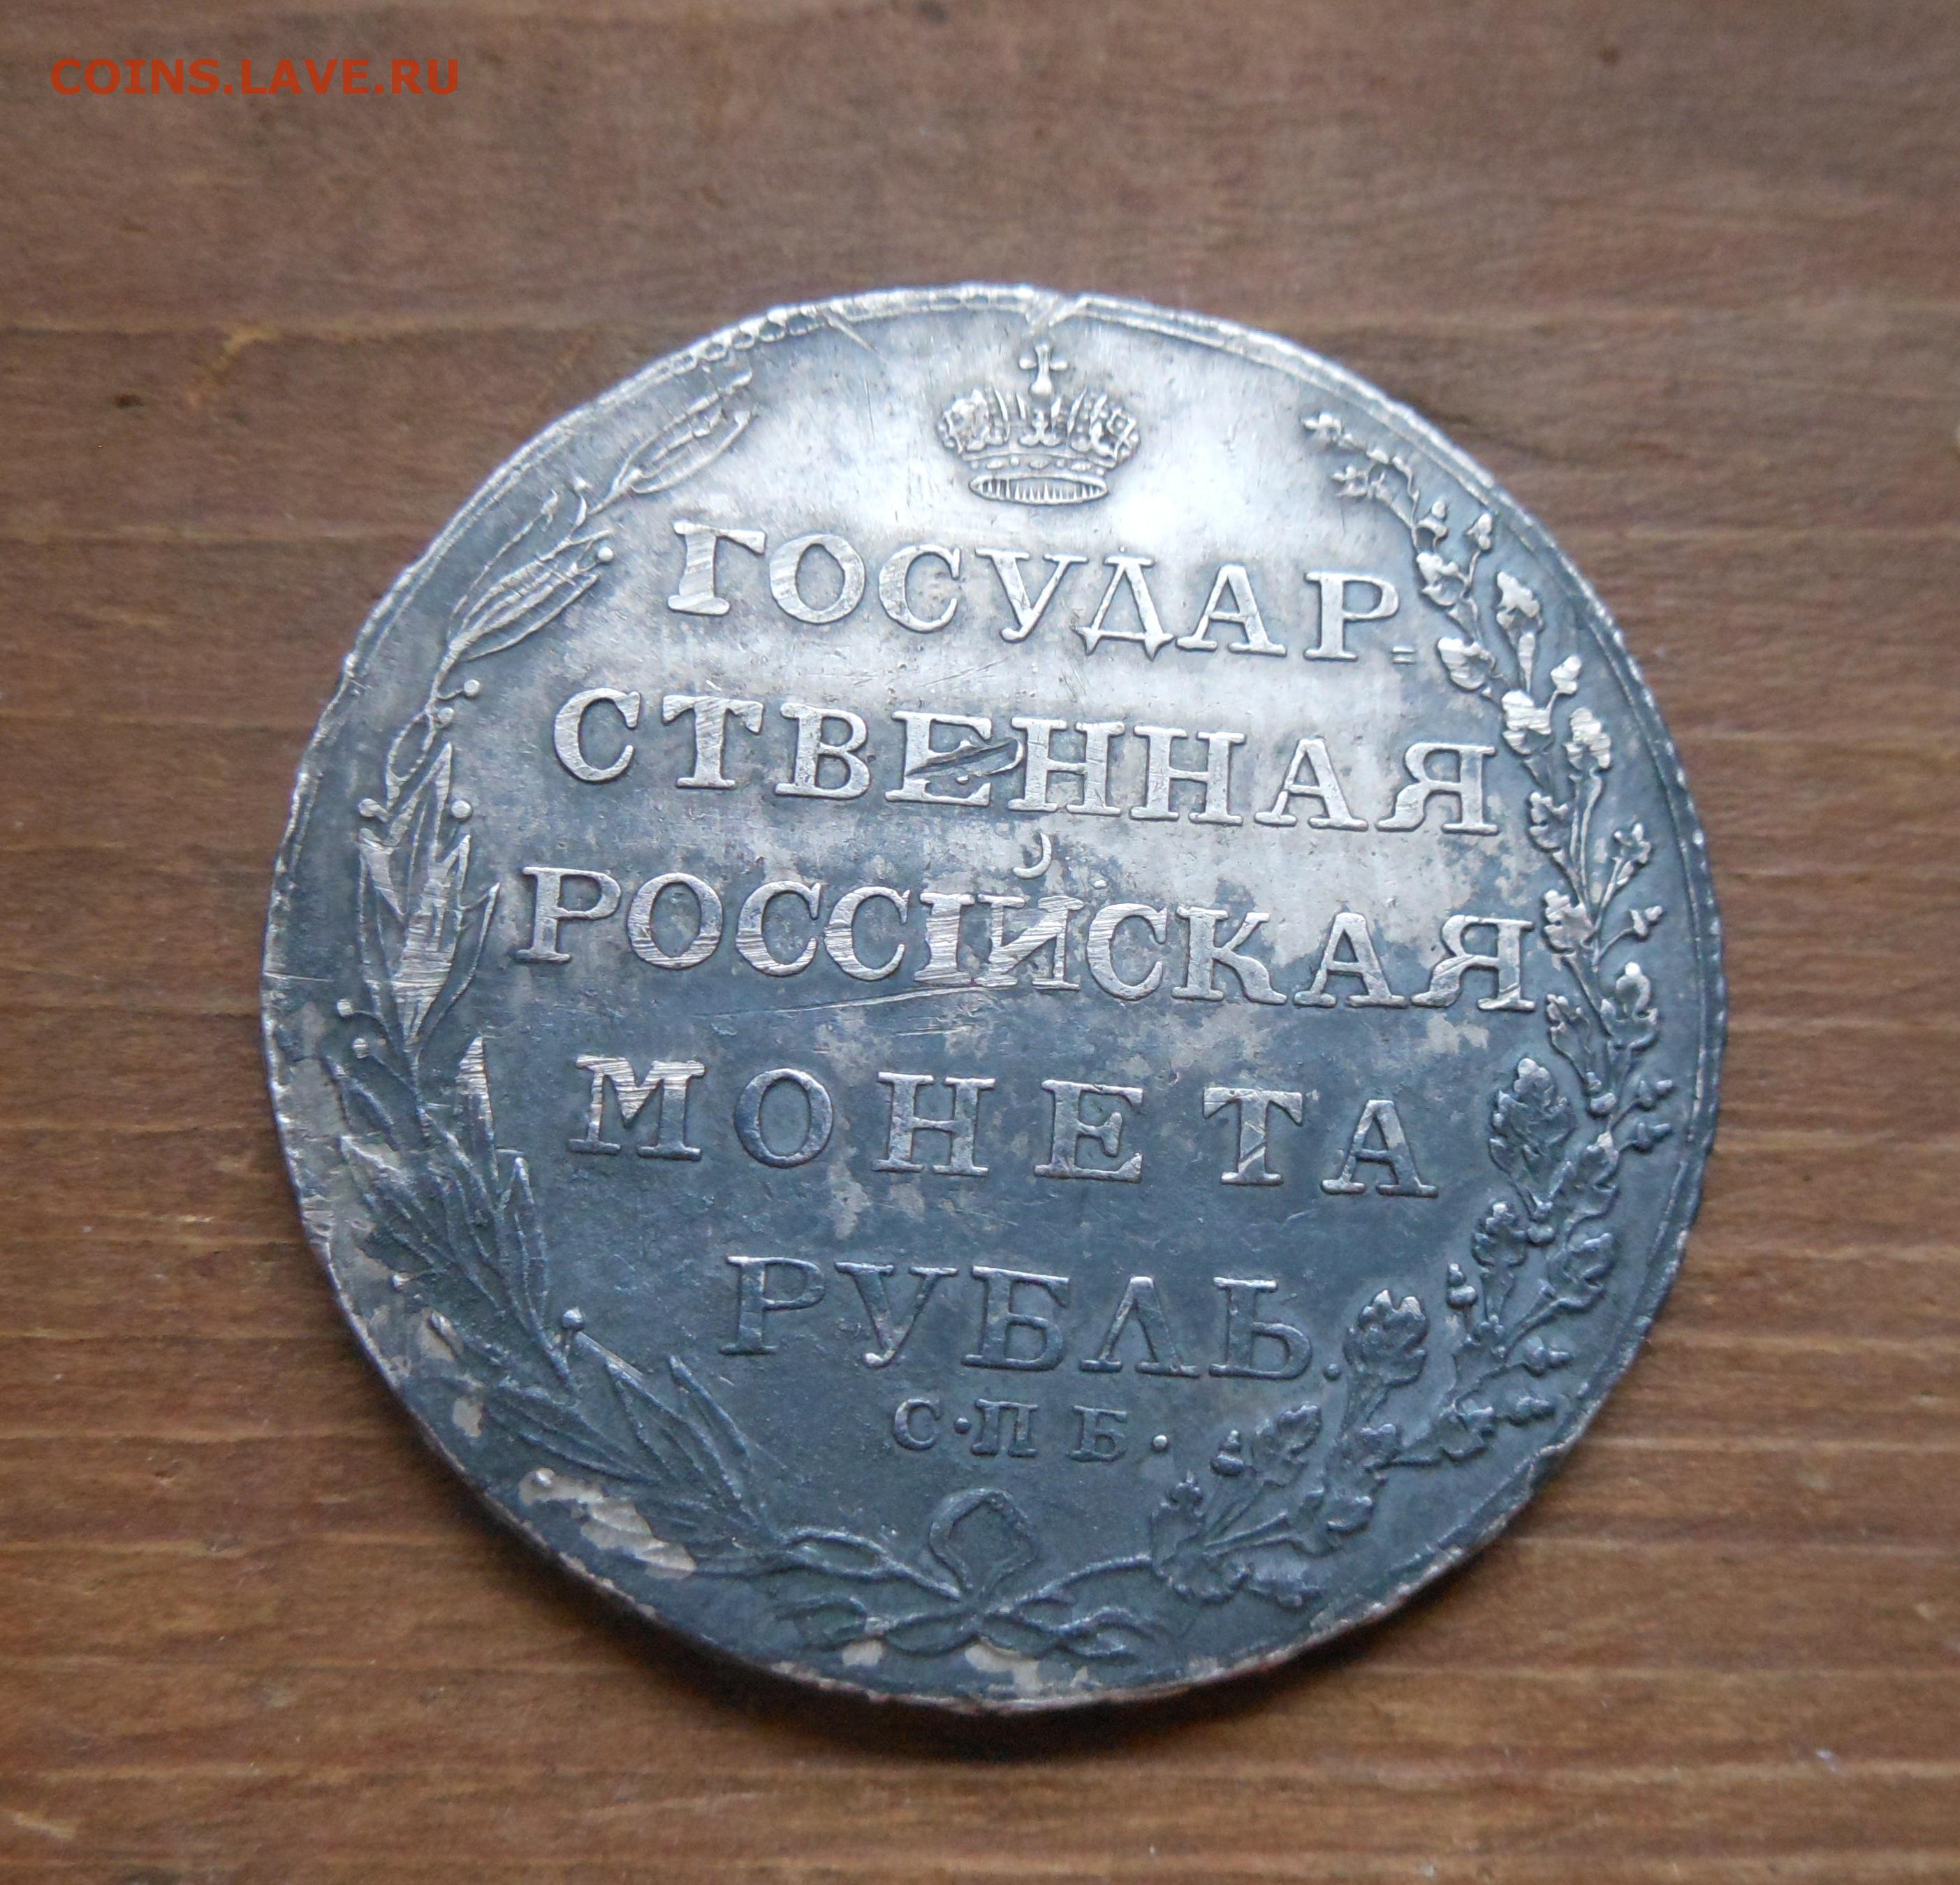 COINS.LAVE.RU
ГОСУДАР=
СТВЕННАЯ
РОССІЙСКАЯ
МОНЕТА
РУБЛЬ.
С·П Б·